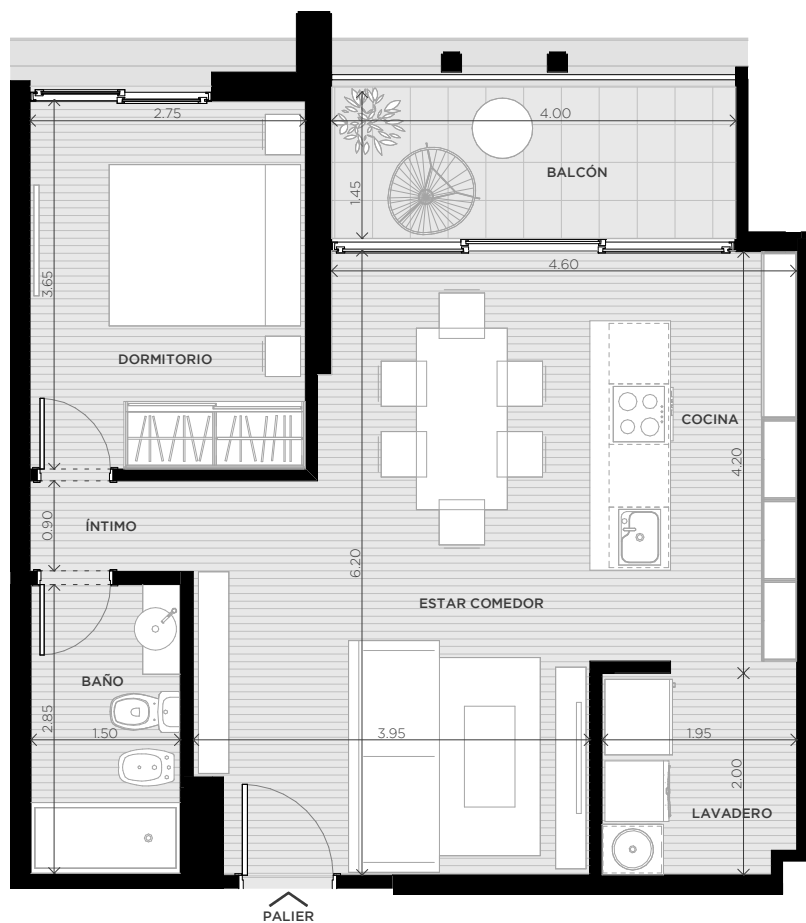 2.75
4.00
BALCÓN
1.45
4.60
3.65
DORMITORIO
COCINA
4.20
0.90
ÍNTIMO
6.20
ESTAR COMEDOR
BAÑO
2.85
1.50
3.95
1.95
2.00
LAVADERO
PALIER